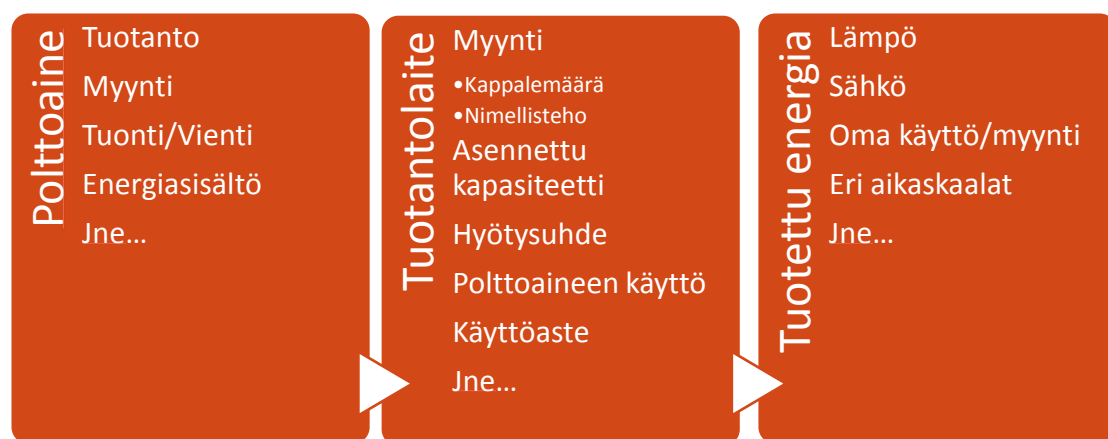 Polttoaine
Tuotanto
Myynti
Tuonti/Vienti
Energiasisältö
Jne...
Tuotantolaite
Myynti
•Kappalemäärä
•Nimellisteho
Asennettu
kapasiteetti
Hyötysuhde
Polttoaineen käyttö
Käyttöaste
Jne...
Tuotettu energia
Lämpö
Sähkö
Oma käyttö/myynti
Eri aikaskaalat
Jne...